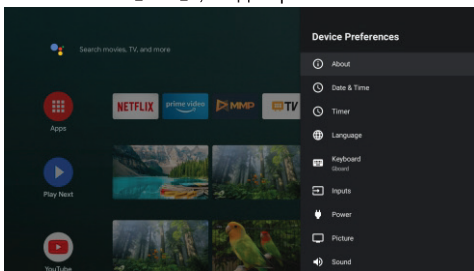 Device Preferences
Search movies, TV, and more
About
Date & Time
Timer
Language
Keyboard
Gboard
Inputs
Power
Picture
Sound
NETFLIX
prime video
MMP
TV
Apps
Play Next
YouTube